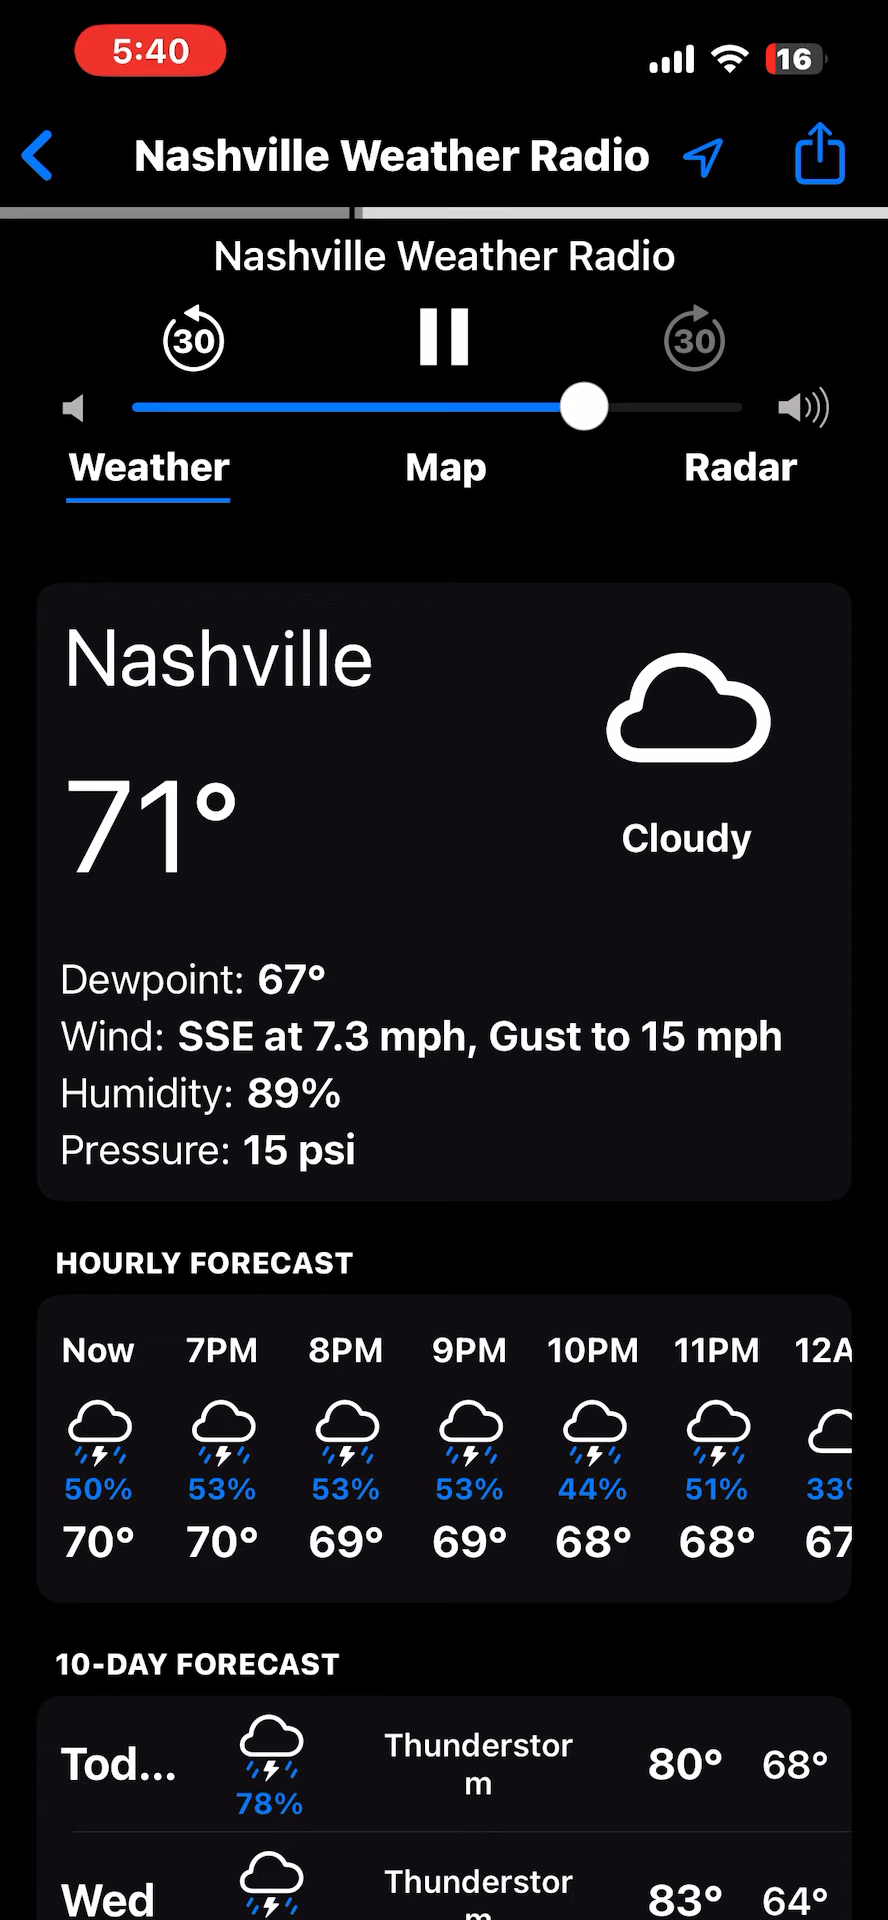 5:40
16
Nashville Weather Radio
Nashville Weather Radio
30
30
Weather Map Radar
Nashville
71°
Cloudy
Dewpoint: 67°
Wind: SSE at 7.3 mph, Gust to 15 mph
Humidity: 89%
Pressure: 15 psi
HOURLY FORECAST
Now 7PM 8PM 9PM 10PM 11PM 12A
50% 53% 53% 53% 44% 51% 33%
70° 70° 69° 69° 68° 68° 67
10-DAY FORECAST
Tod... Thunderstor 80° 68°
m
78%
Wed Thunderstor 83° 64°
m